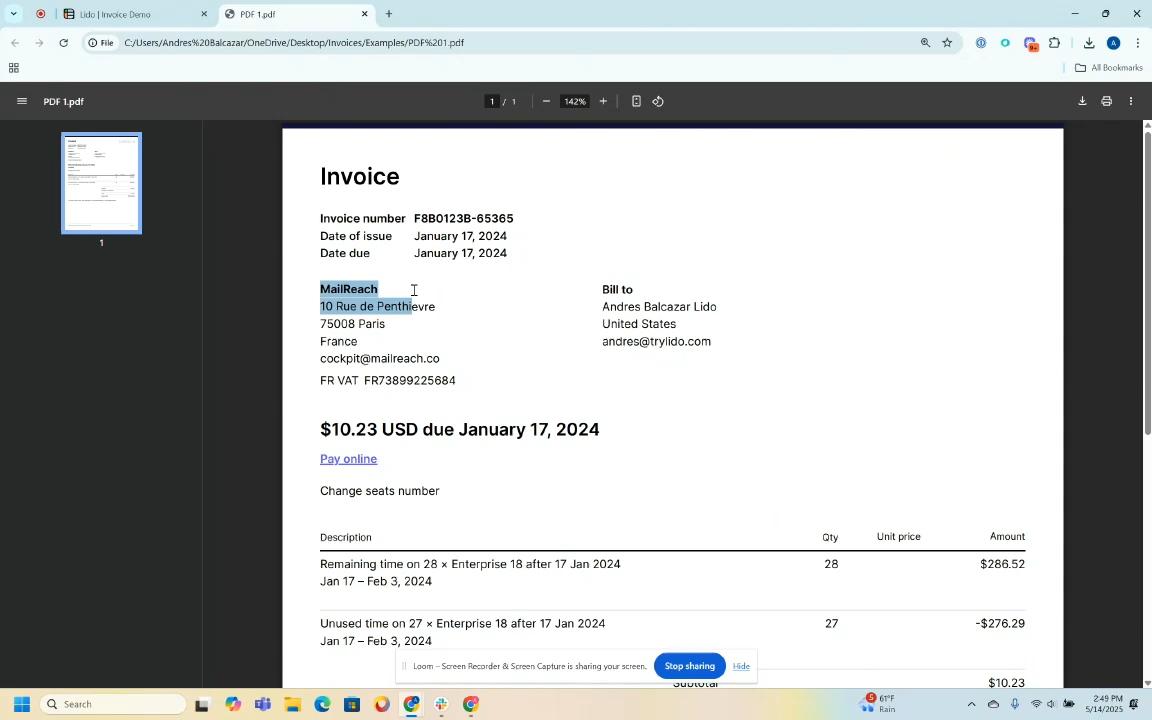 Lido | Invoice Demo
PDF 1.pdf
File
C:/Users/Andres%20Balcazar/OneDrive/Desktop/Invoices/Examples/PDF%201.pdf
9+
A
All Bookmarks
PDF 1.pdf
1 / 1
142%
1
Invoice
Invoice number F8B0123B-65365
Date of issue January 17, 2024
Date due January 17, 2024
MailReach
10 Rue de Penthievre
75008 Paris
France
cockpit@mailreach.co
FR VAT FR73899225684
Bill to
Andres Balcazar Lido
United States
andres@trylido.com
$10.23 USD due January 17, 2024
Pay online
Change seats number
Description Qty Unit price Amount
Remaining time on 28 × Enterprise 18 after 17 Jan 2024 28 $286.52
Jan 17 – Feb 3, 2024
Unused time on 27 × Enterprise 18 after 17 Jan 2024 27 -$276.29
Jan 17 – Feb 3, 2024
Subtotal $10.23
Loom – Screen Recorder & Screen Capture is sharing your screen. Stop sharing Hide
Search
5
61°F
Rain
2:49 PM
5/14/2025